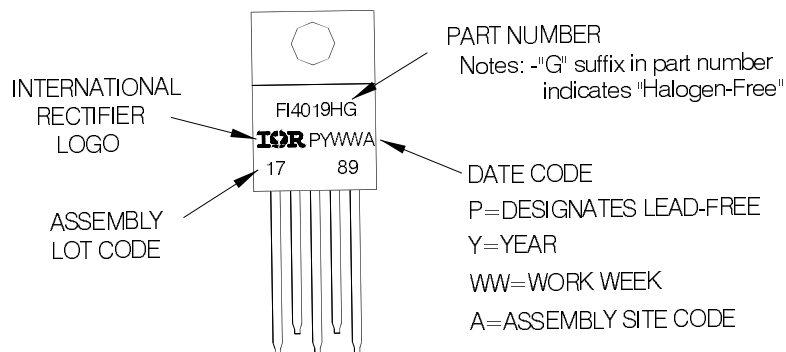 PART NUMBER
Notes: -"G" suffix in part number
indicates "Halogen-Free"
INTERNATIONAL
RECTIFIER
LOGO
FI4019HG
IOR PYWWA
17 89
ASSEMBLY
LOT CODE
DATE CODE
P=DESIGNATES LEAD-FREE
Y=YEAR
WW=WORK WEEK
A=ASSEMBLY SITE CODE